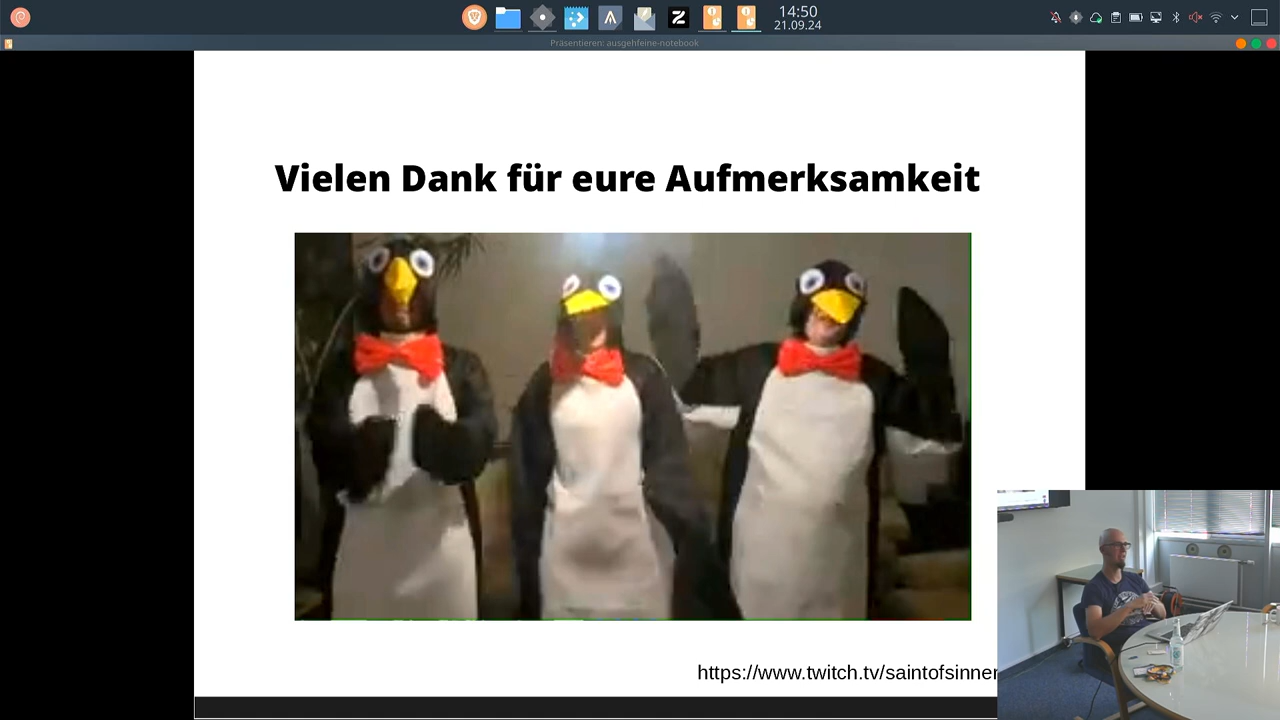 14:50
21.09.24
Präsentieren: ausgehfeine-notebook
Vielen Dank für eure Aufmerksamkeit
https://www.twitch.tv/saintofsinner